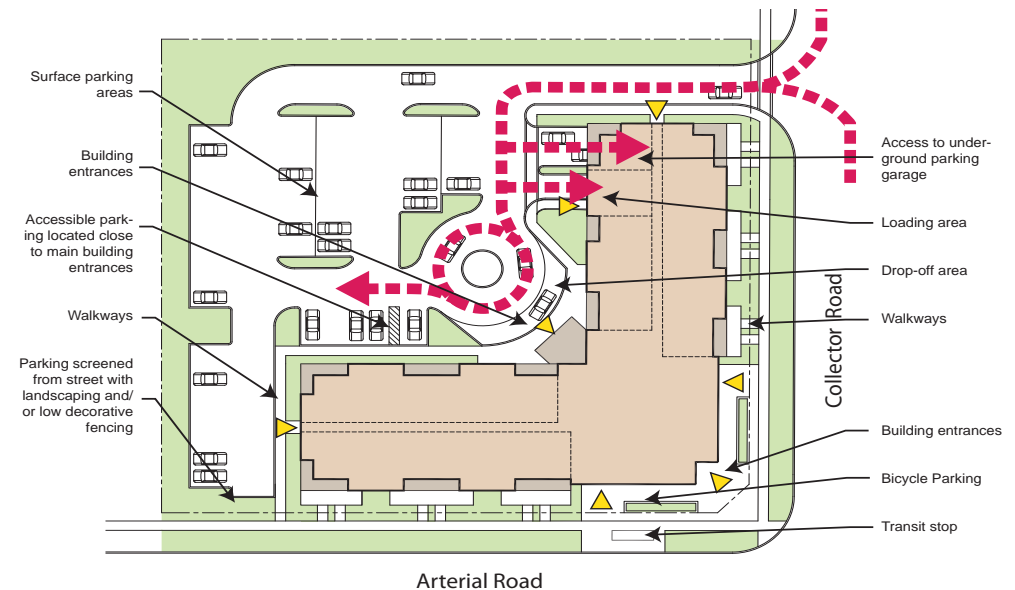 Surface parking
areas
Building
entrances
Accessible park-
ing located close
to main building
entrances
Walkways
Parking screened
from street with
landscaping and/
or low decorative
fencing
Access to under-
ground parking
garage
Loading area
Drop-off area
Walkways
Collector Road
Building entrances
Bicycle Parking
Transit stop
Arterial Road